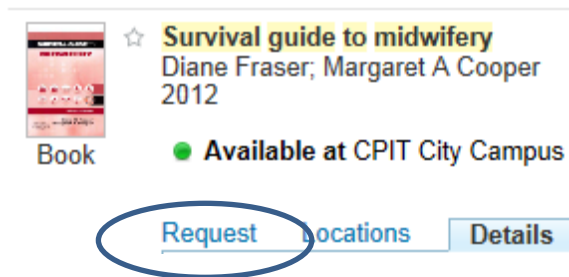 Survival guide to midwifery
Diane Fraser; Margaret A Cooper
2012
Book
Available at CPIT City Campus
Request Locations Details